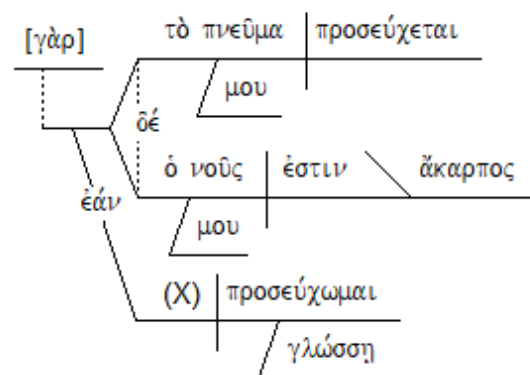 [γὰρ]
τὸ πνεῦμα προσεύχεται
μου
δέ
ὁ νοῦς ἐστιν ἄκαρπος
ἐάν
μου
(X) προσεύχωμαι
γλώσσῃ